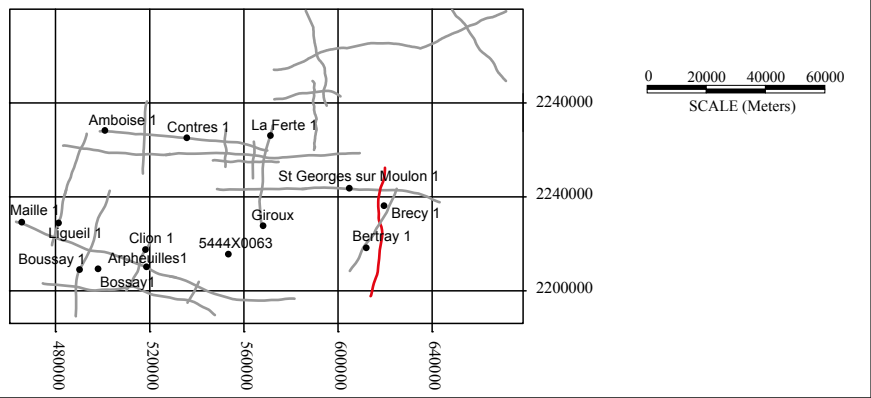 0 20000 40000 60000
SCALE (Meters)
2240000
Amboise 1
Contres 1
La Ferte 1
St Georges sur Moulon 1
2240000
Maille 1
Ligueil 1
Giroux
Brecy 1
Clion 1
5444X0063
Bertray 1
Boussay 1
Arpheuilles1
Bossay1
2200000
480000
520000
560000
600000
640000